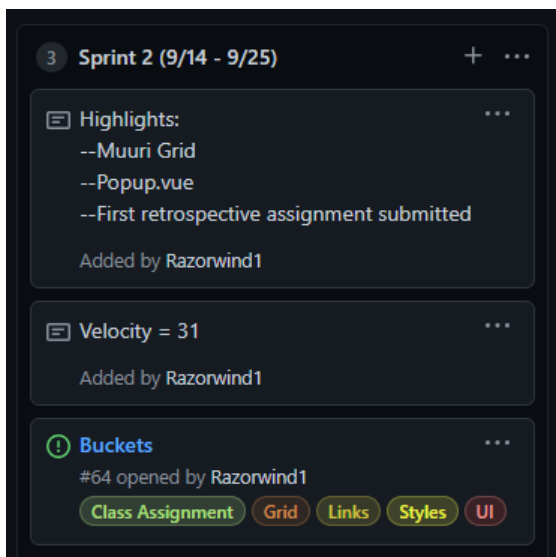 3 Sprint 2 (9/14 - 9/25)
Highlights:
--Muuri Grid
--Popup.vue
--First retrospective assignment submitted
Added by Razorwind1
Velocity = 31
Added by Razorwind1
Buckets
#64 opened by Razorwind1
Class Assignment Grid Links Styles UI